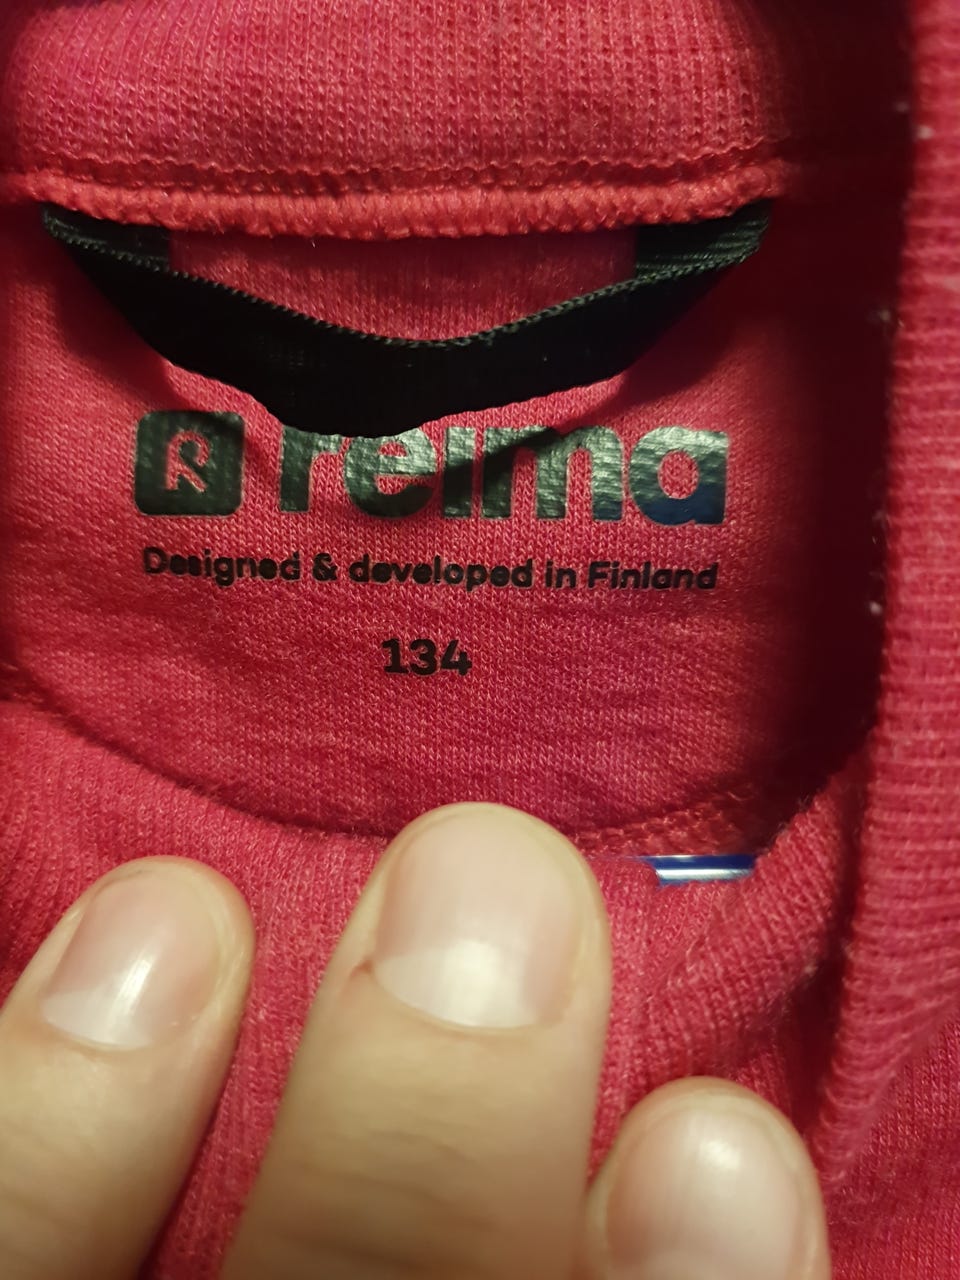 reima
Designed & developed in Finland
134